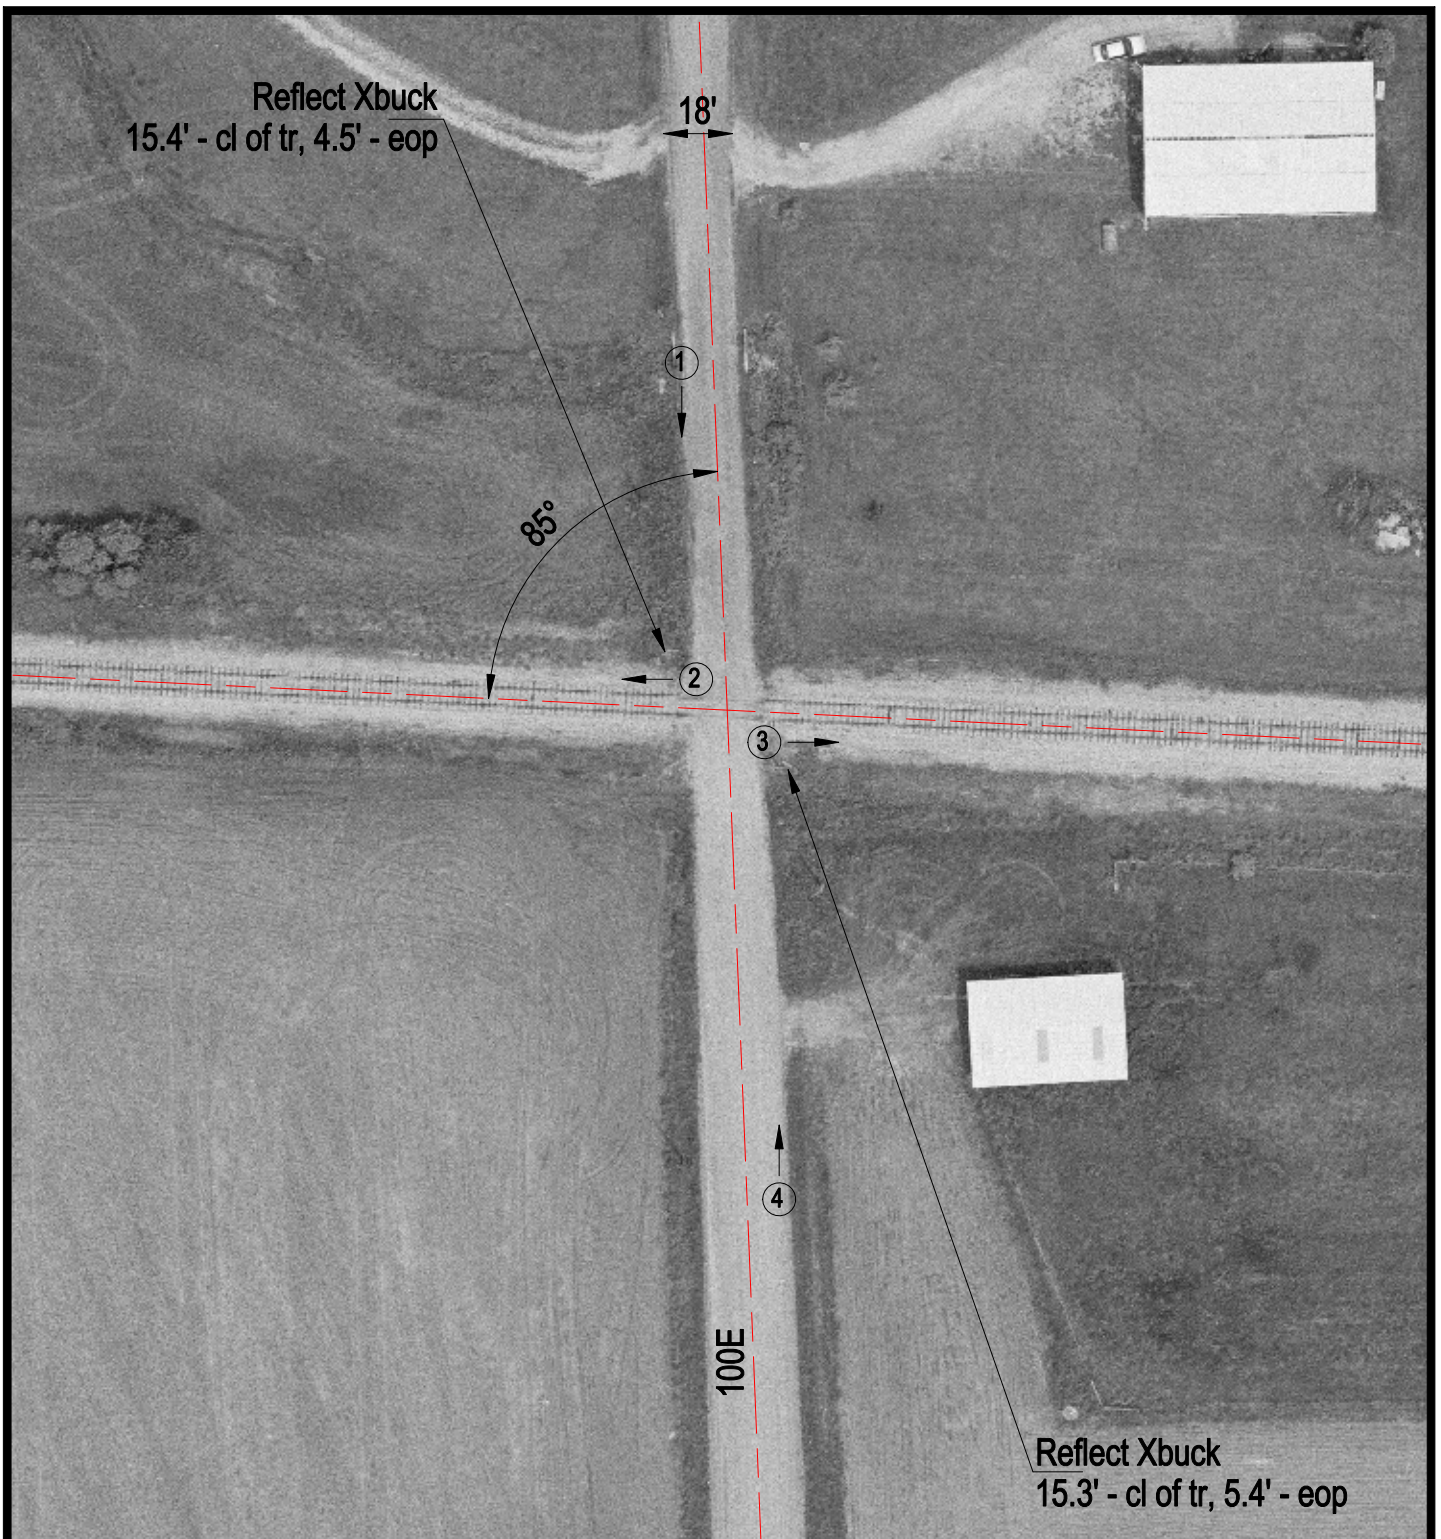 Reflect Xbuck
15.4' - cl of tr, 4.5' - eop
18'
1
85°
2
3
4
100E
Reflect Xbuck
15.3' - cl of tr, 5.4' - eop